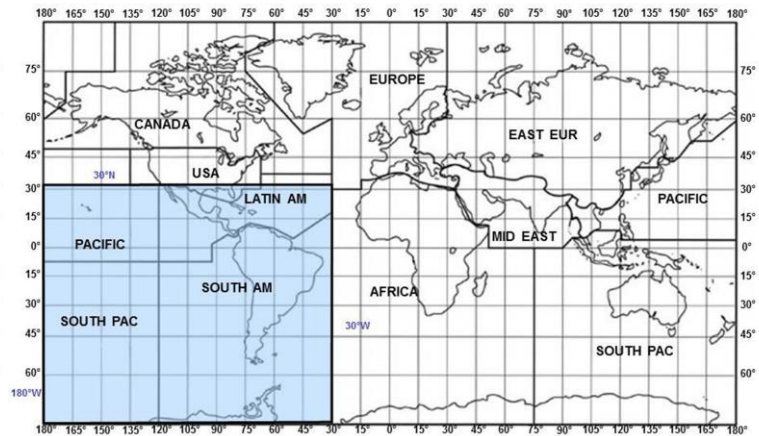 180° 165° 150° 135° 120° 105° 90° 75° 60° 45° 30° 15° 0° 15° 30° 45° 60° 75° 90° 105° 120° 135° 150° 165° 180°
75° EUROPE 75°
60° CANADA EAST EUR 60°
45° 45°
30°N USA
30° LATIN AM PACIFIC 30°
15° 15°
0° PACIFIC MID EAST 0°
15° SOUTH AM AFRICA 15°
30° 30°
SOUTH PAC 30°W
45° 45°
SOUTH PAC
60° 60°
180°W
180° 165° 150° 135° 120° 105° 90° 75° 60° 45° 30° 15° 0° 15° 30° 45° 60° 75° 90° 105° 120° 135° 150° 165° 180°